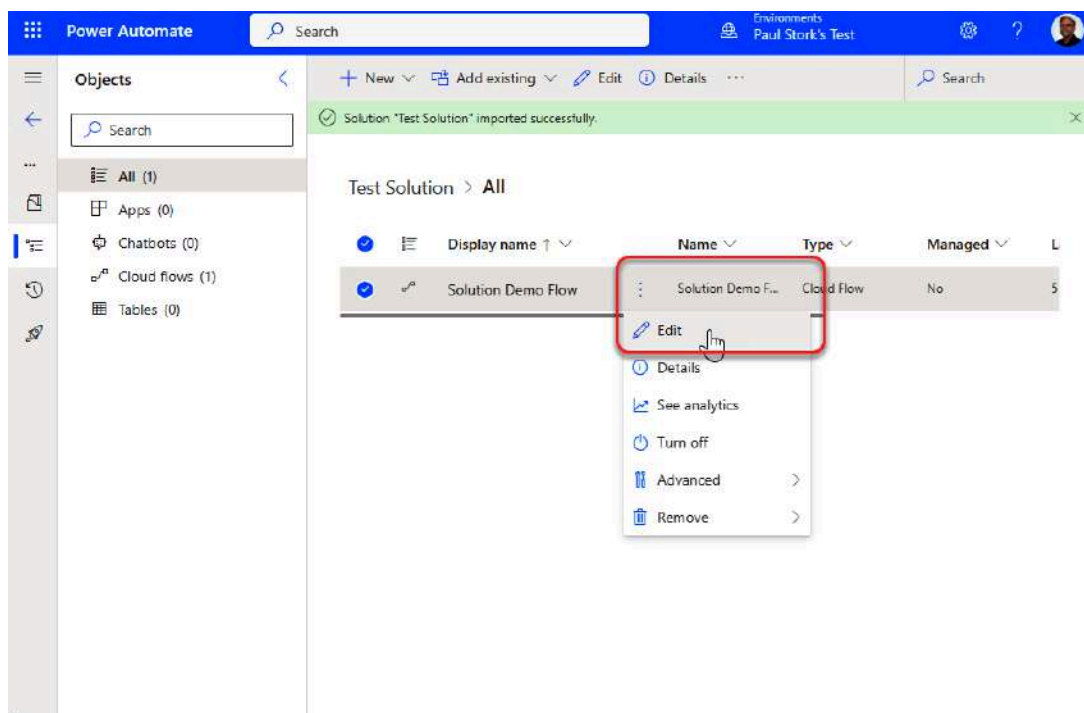 Power Automate
Search
Environments
Paul Stork's Test
?
Objects
New
Add existing
Edit
Details
...
Search
Solution "Test Solution" imported successfully.
Search
...
All (1)
Apps (0)
Chatbots (0)
Cloud flows (1)
Tables (0)
Test Solution > All
Display name ↑
Name
Type
Managed
L
Solution Demo Flow
Solution Demo F...
Cloud Flow
No
5
Edit
Details
See analytics
Turn off
Advanced
Remove